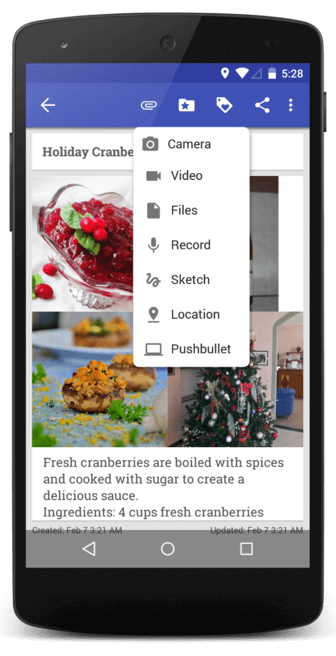 5:28
Holiday Cranbe
Camera
Video
Files
Record
Sketch
Location
Pushbullet
Fresh cranberries are boiled with spices
and cooked with sugar to create a
delicious sauce.
Ingredients: 4 cups fresh cranberries
Created: Feb 7 3:21 AM Updated: Feb 7 3:21 AM